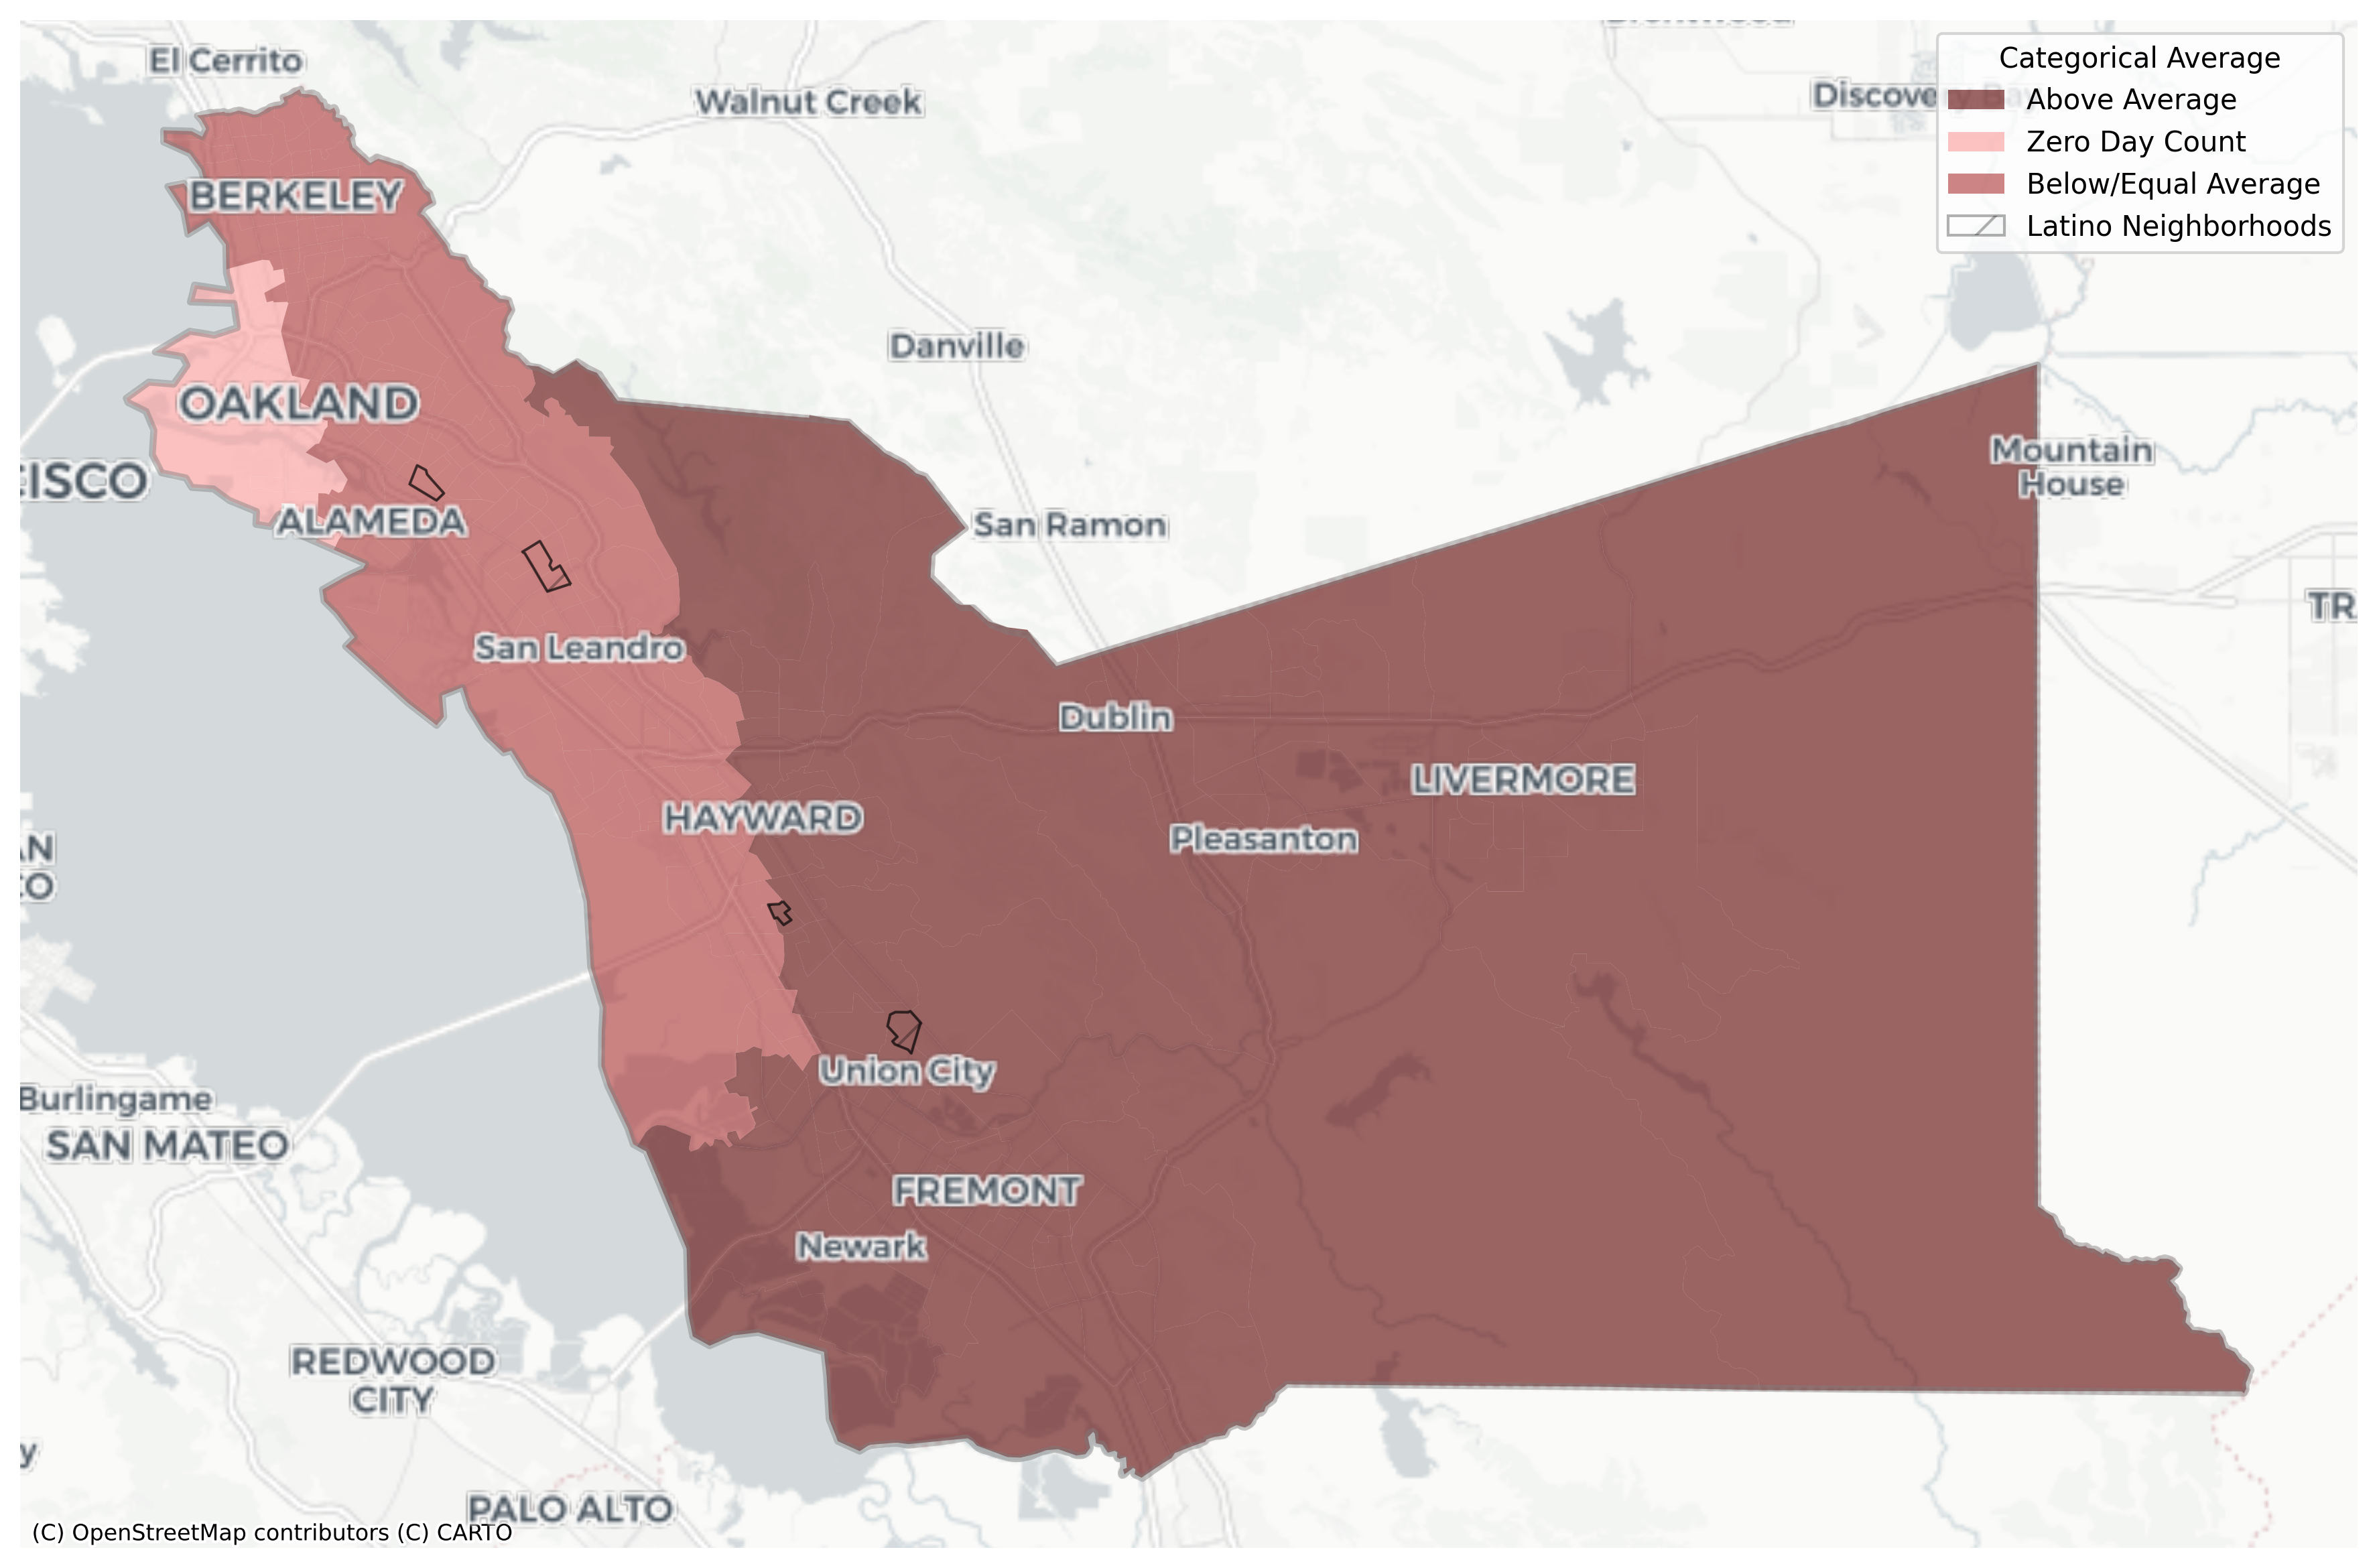 El Cerrito
Walnut Creek
Categorical Average
Above Average
Zero Day Count
Below/Equal Average
Latino Neighborhoods
BERKELEY
Danville
OAKLAND
Mountain
House
CISCO
ALAMEDA
San Ramon
TR
San Leandro
Dublin
LIVERMORE
HAYWARD
Pleasanton
AN
CO
Union City
Burlingame
SAN MATEO
FREMONT
Newark
REDWOOD
CITY
y
PALO ALTO
(C) OpenStreetMap contributors (C) CARTO